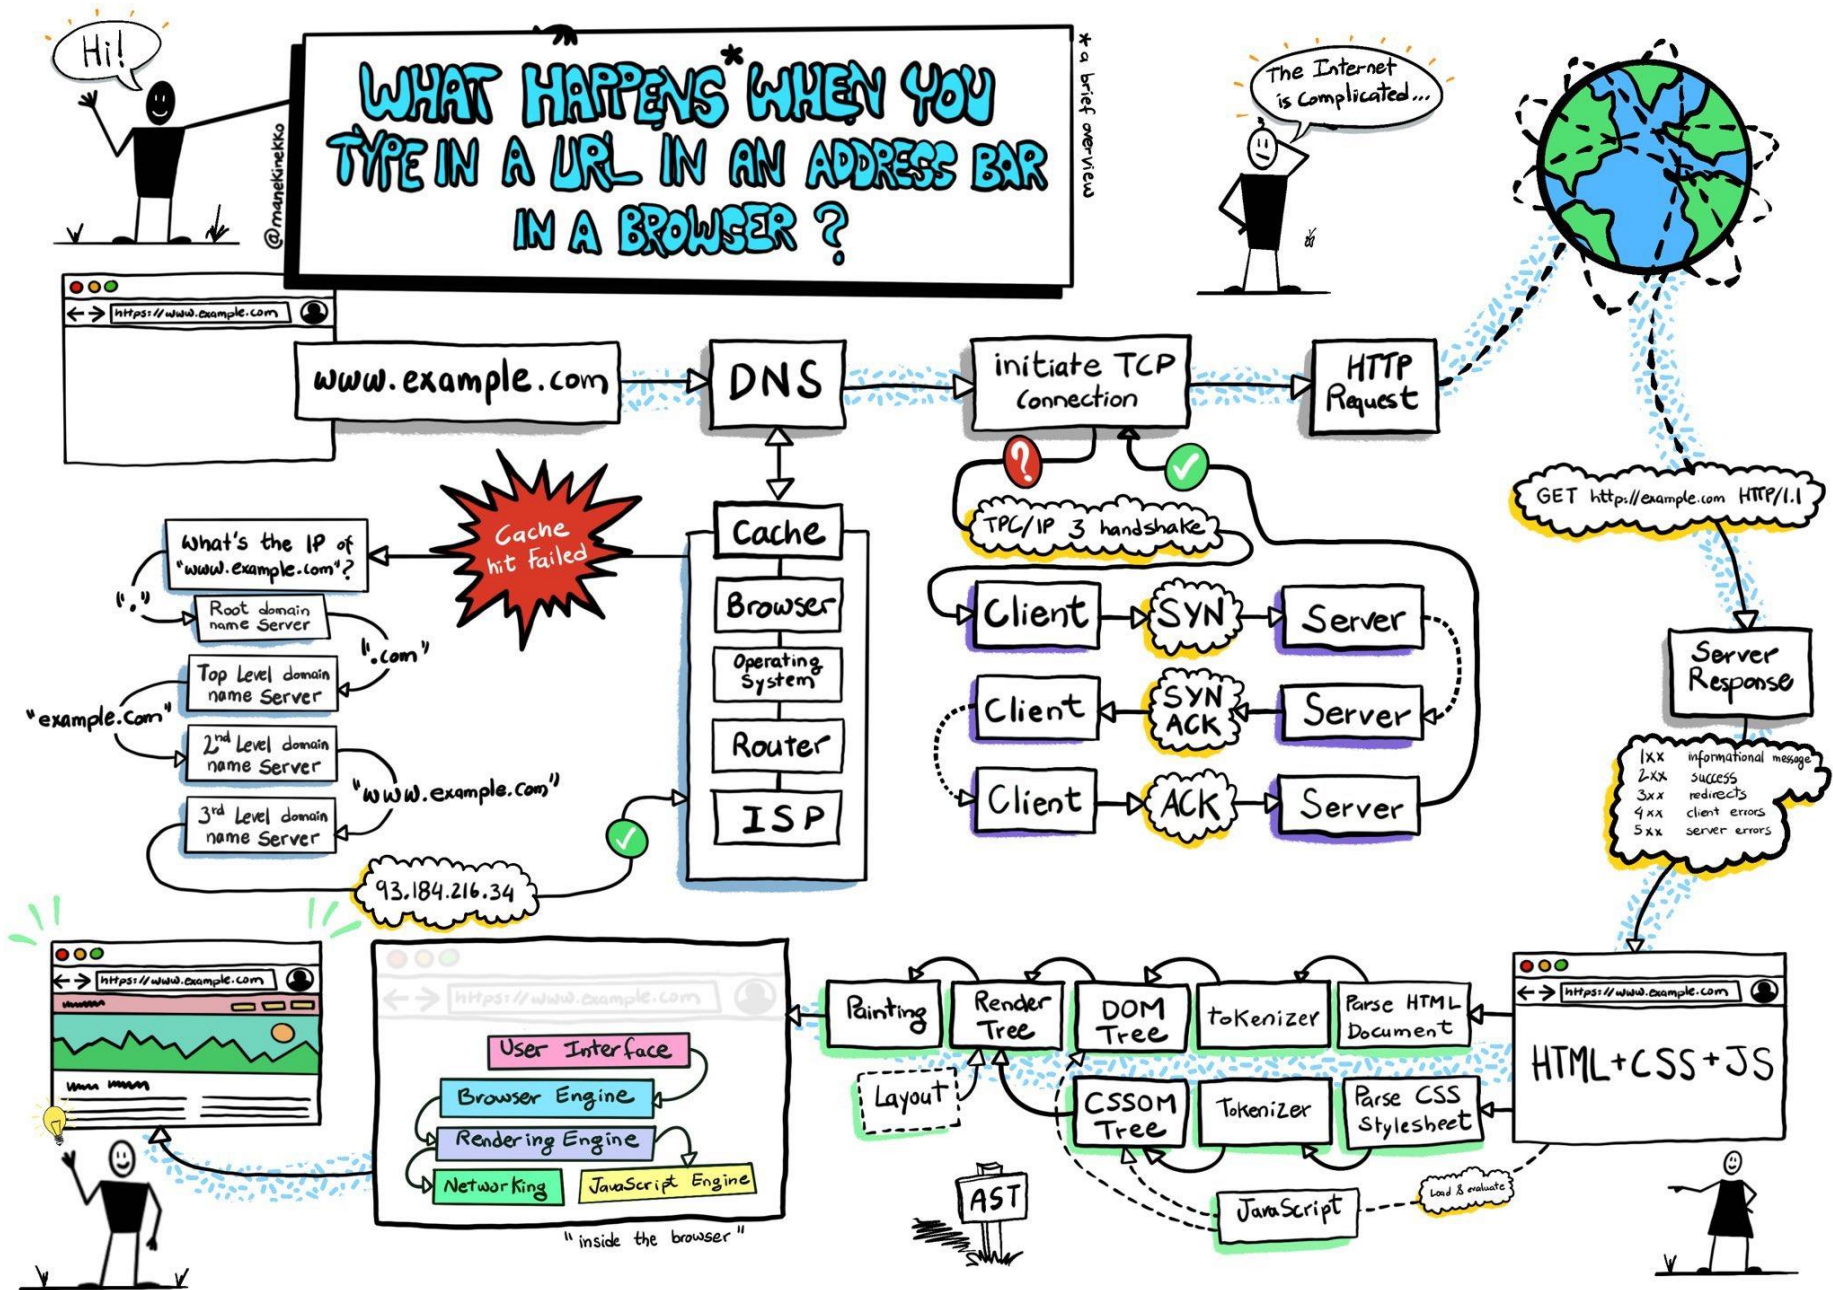 Hi!
WHAT HAPPENS* WHEN YOU
TYPE IN A URL IN AN ADDRESS BAR
IN A BROWSER ?
*a brief overview
@manekinekko
The Internet
is complicated...
https://www.example.com
www.example.com
DNS
initiate TCP
Connection
HTTP
Request
Cache
hit Failed
What's the IP of
"www.example.com"?
"."
Root domain
name Server
".com"
Top Level domain
name Server
"example.com"
2nd Level domain
name Server
"www.example.com"
3rd Level domain
name Server
93.184.216.34
Cache
Browser
Operating
System
Router
ISP
?
TPC/IP 3 handshake
Client
SYN
Server
Client
SYN
ACK
Server
Client
ACK
Server
GET http://example.com HTTP/1.1
Server
Response
1xx informational message
2xx success
3xx redirects
4xx client errors
5xx server errors
https://www.example.com
HTML+CSS+JS
Parse HTML
Document
tokenizer
DOM
Tree
Render
Tree
Painting
Layout
Parse CSS
Stylesheet
Tokenizer
CSSOM
Tree
Load & evaluate
JavaScript
AST
https://www.example.com
User Interface
Browser Engine
Rendering Engine
Networking
JavaScript Engine
"inside the browser"
https://www.example.com